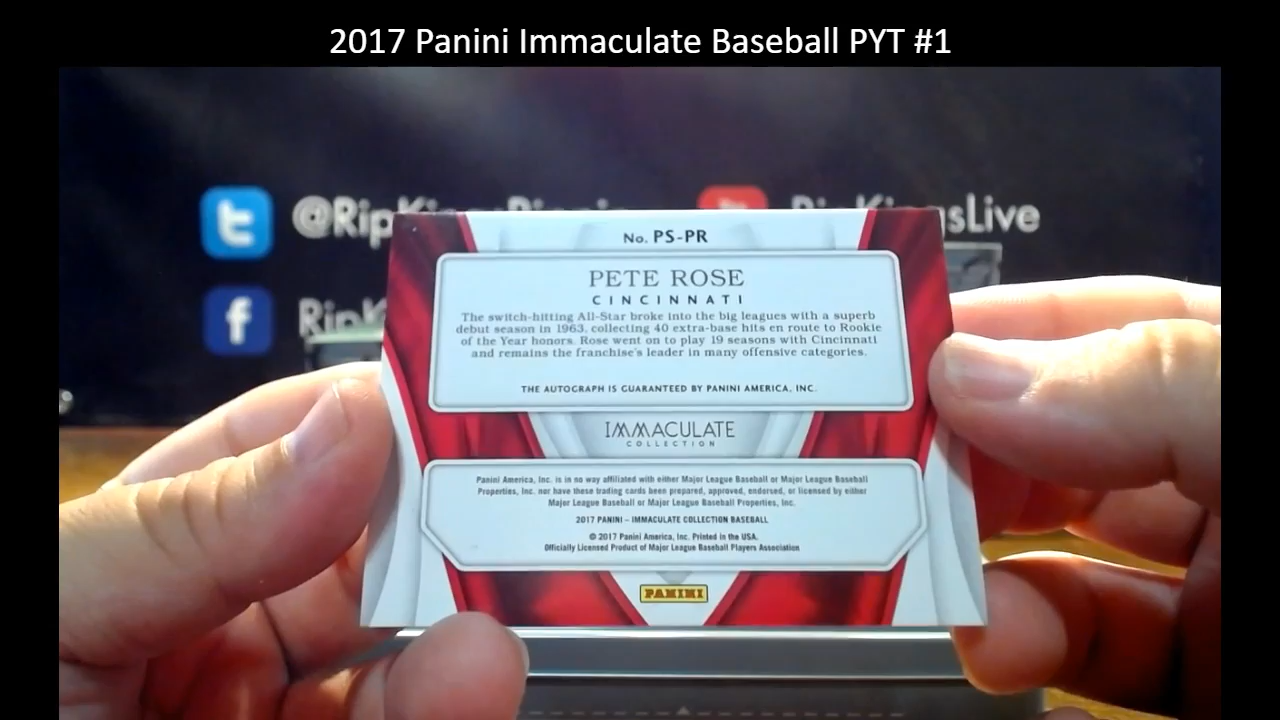 2017 Panini Immaculate Baseball PYT #1
@RipKingsRippin
RipKingsLive
RipK
No. PS-PR
PETE ROSE
CINCINNATI
The switch-hitting All-Star broke into the big leagues with a superb
debut season in 1963, collecting 40 extra-base hits en route to Rookie
of the Year honors. Rose went on to play 19 seasons with Cincinnati
and remains the franchise's leader in many offensive categories.
THE AUTOGRAPH IS GUARANTEED BY PANINI AMERICA, INC.
IMMACULATE
COLLECTION
Panini America, Inc. is in no way affiliated with either Major League Baseball or Major League Baseball
Properties, Inc. nor have these trading cards been prepared, approved, endorsed, or licensed by either
Major League Baseball or Major League Baseball Properties, Inc.
2017 PANINI – IMMACULATE COLLECTION BASEBALL
© 2017 Panini America, Inc. Printed in the USA.
Officially Licensed Product of Major League Baseball Players Association
PANINI